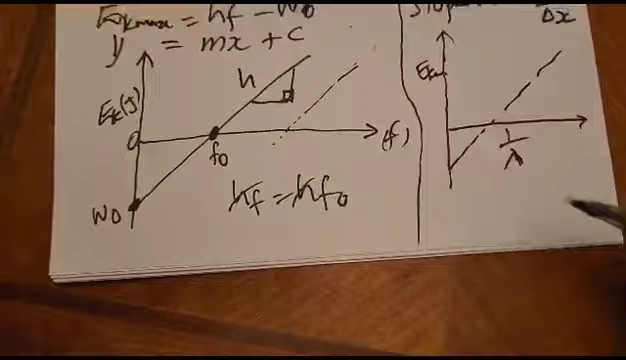 Ekmax = hf - W0
y = mx + c
Δx
h
Ek(J)
0
f0
(f)
W0
hf = hf0
Ek
1/λ